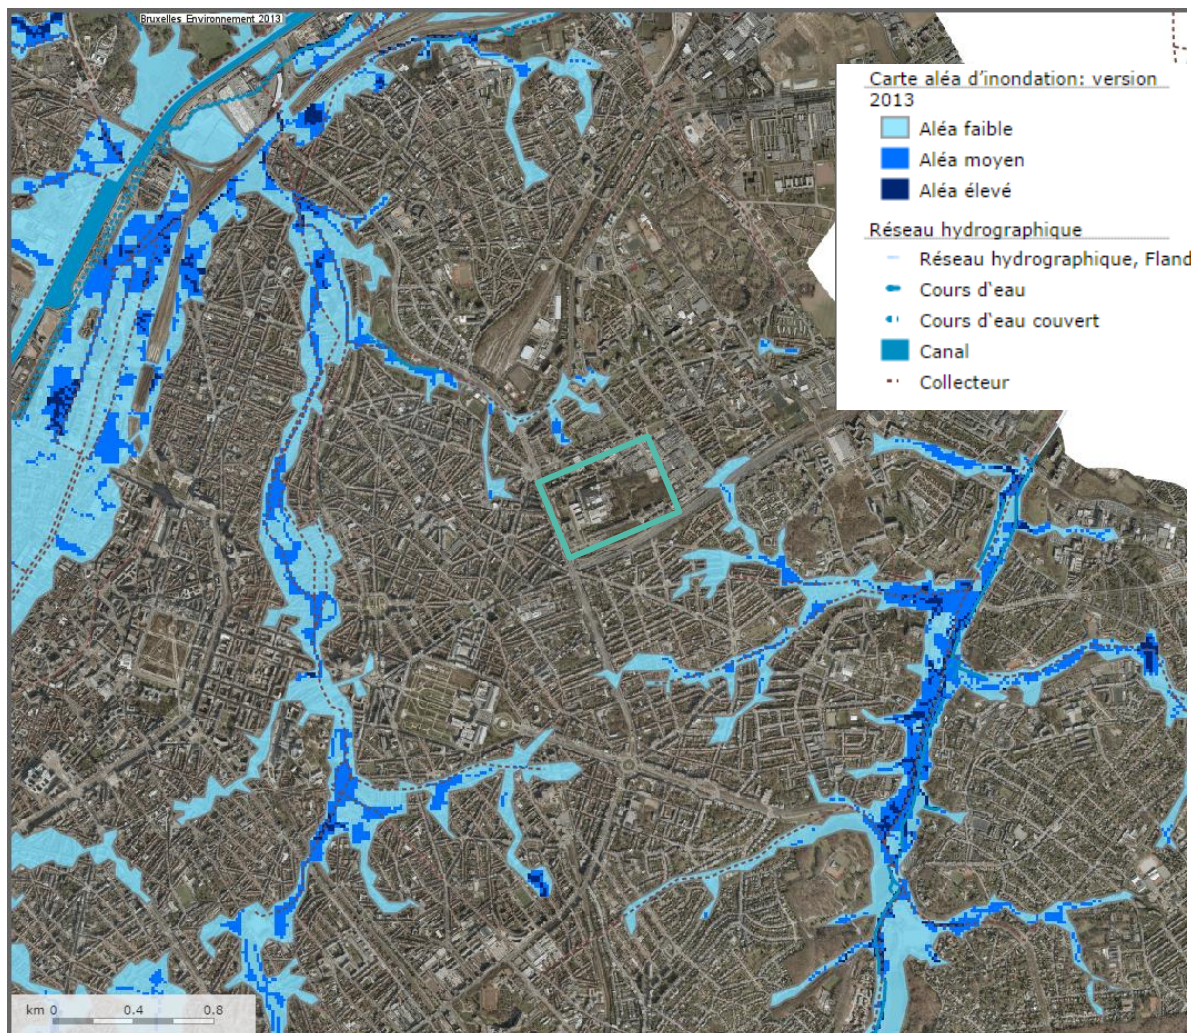 Bruxelles Environnement 2013
Carte aléa d'inondation: version
2013
Aléa faible
Aléa moyen
Aléa élevé
Réseau hydrographique
Réseau hydrographique, Fland
Cours d'eau
Cours d'eau couvert
Canal
Collecteur
km 0 0.4 0.8